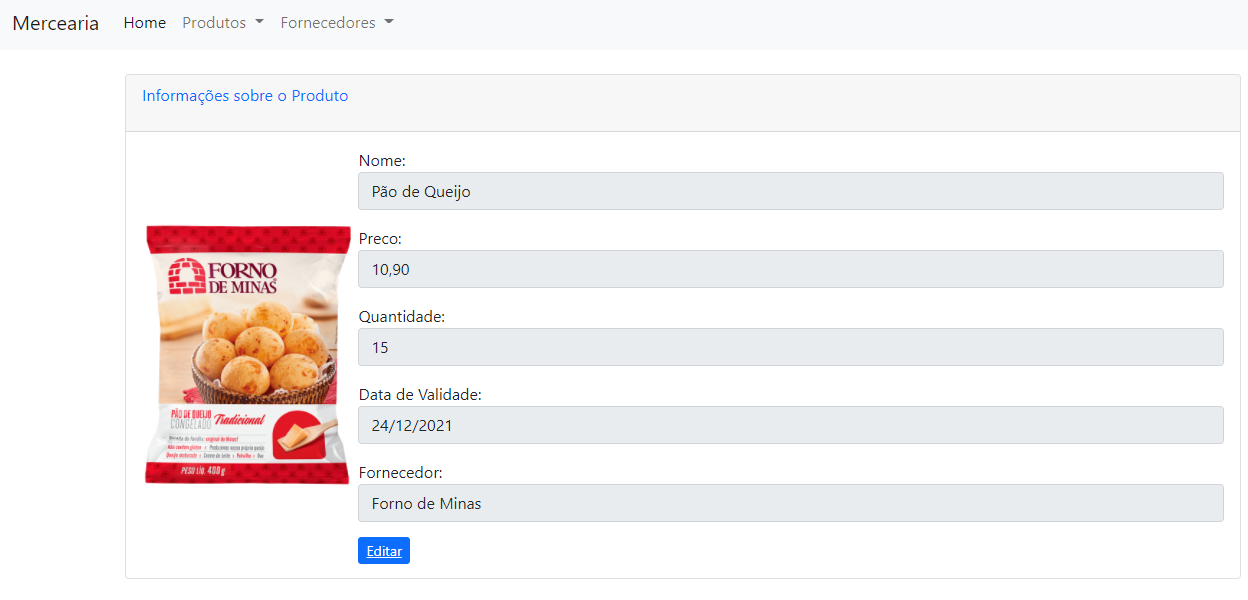 Mercearia Home Produtos Fornecedores
Informações sobre o Produto
Nome:
Pão de Queijo
Preco:
10,90
Quantidade:
15
Data de Validade:
24/12/2021
Fornecedor:
Forno de Minas
Editar
FORNO
DE MINAS
PÃO DE QUEIJO
CONGELADO
Tradicional
PESO LÍQ. 400g